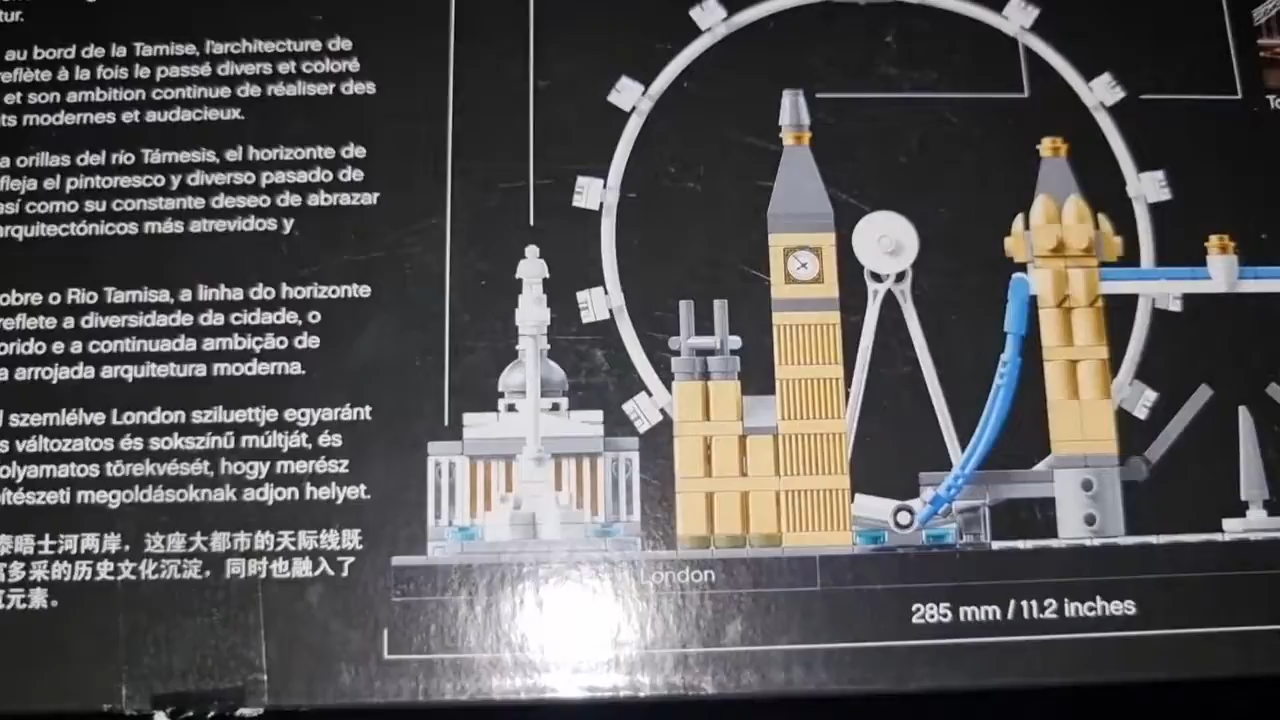 tur.
au bord de la Tamise, l'architecture de
reflète à la fois le passé divers et coloré
et son ambition continue de réaliser des
ts modernes et audacieux.
a orillas del río Támesis, el horizonte de
fleja el pintoresco y diverso pasado de
así como su constante deseo de abrazar
arquitectónicos más atrevidos y
obre o Rio Tamisa, a linha do horizonte
reflete a diversidade da cidade, o
orido e a continuada ambição de
a arrojada arquitetura moderna.
l szemlélve London sziluettje egyaránt
s változatos és sokszínű múltját, és
olyamatos törekvését, hogy merész
pítészeti megoldásoknak adjon helyet.
泰晤士河两岸，这座大都市的天际线既
富多采的历史文化沉淀，同时也融入了
元素。
London
285 mm / 11.2 inches